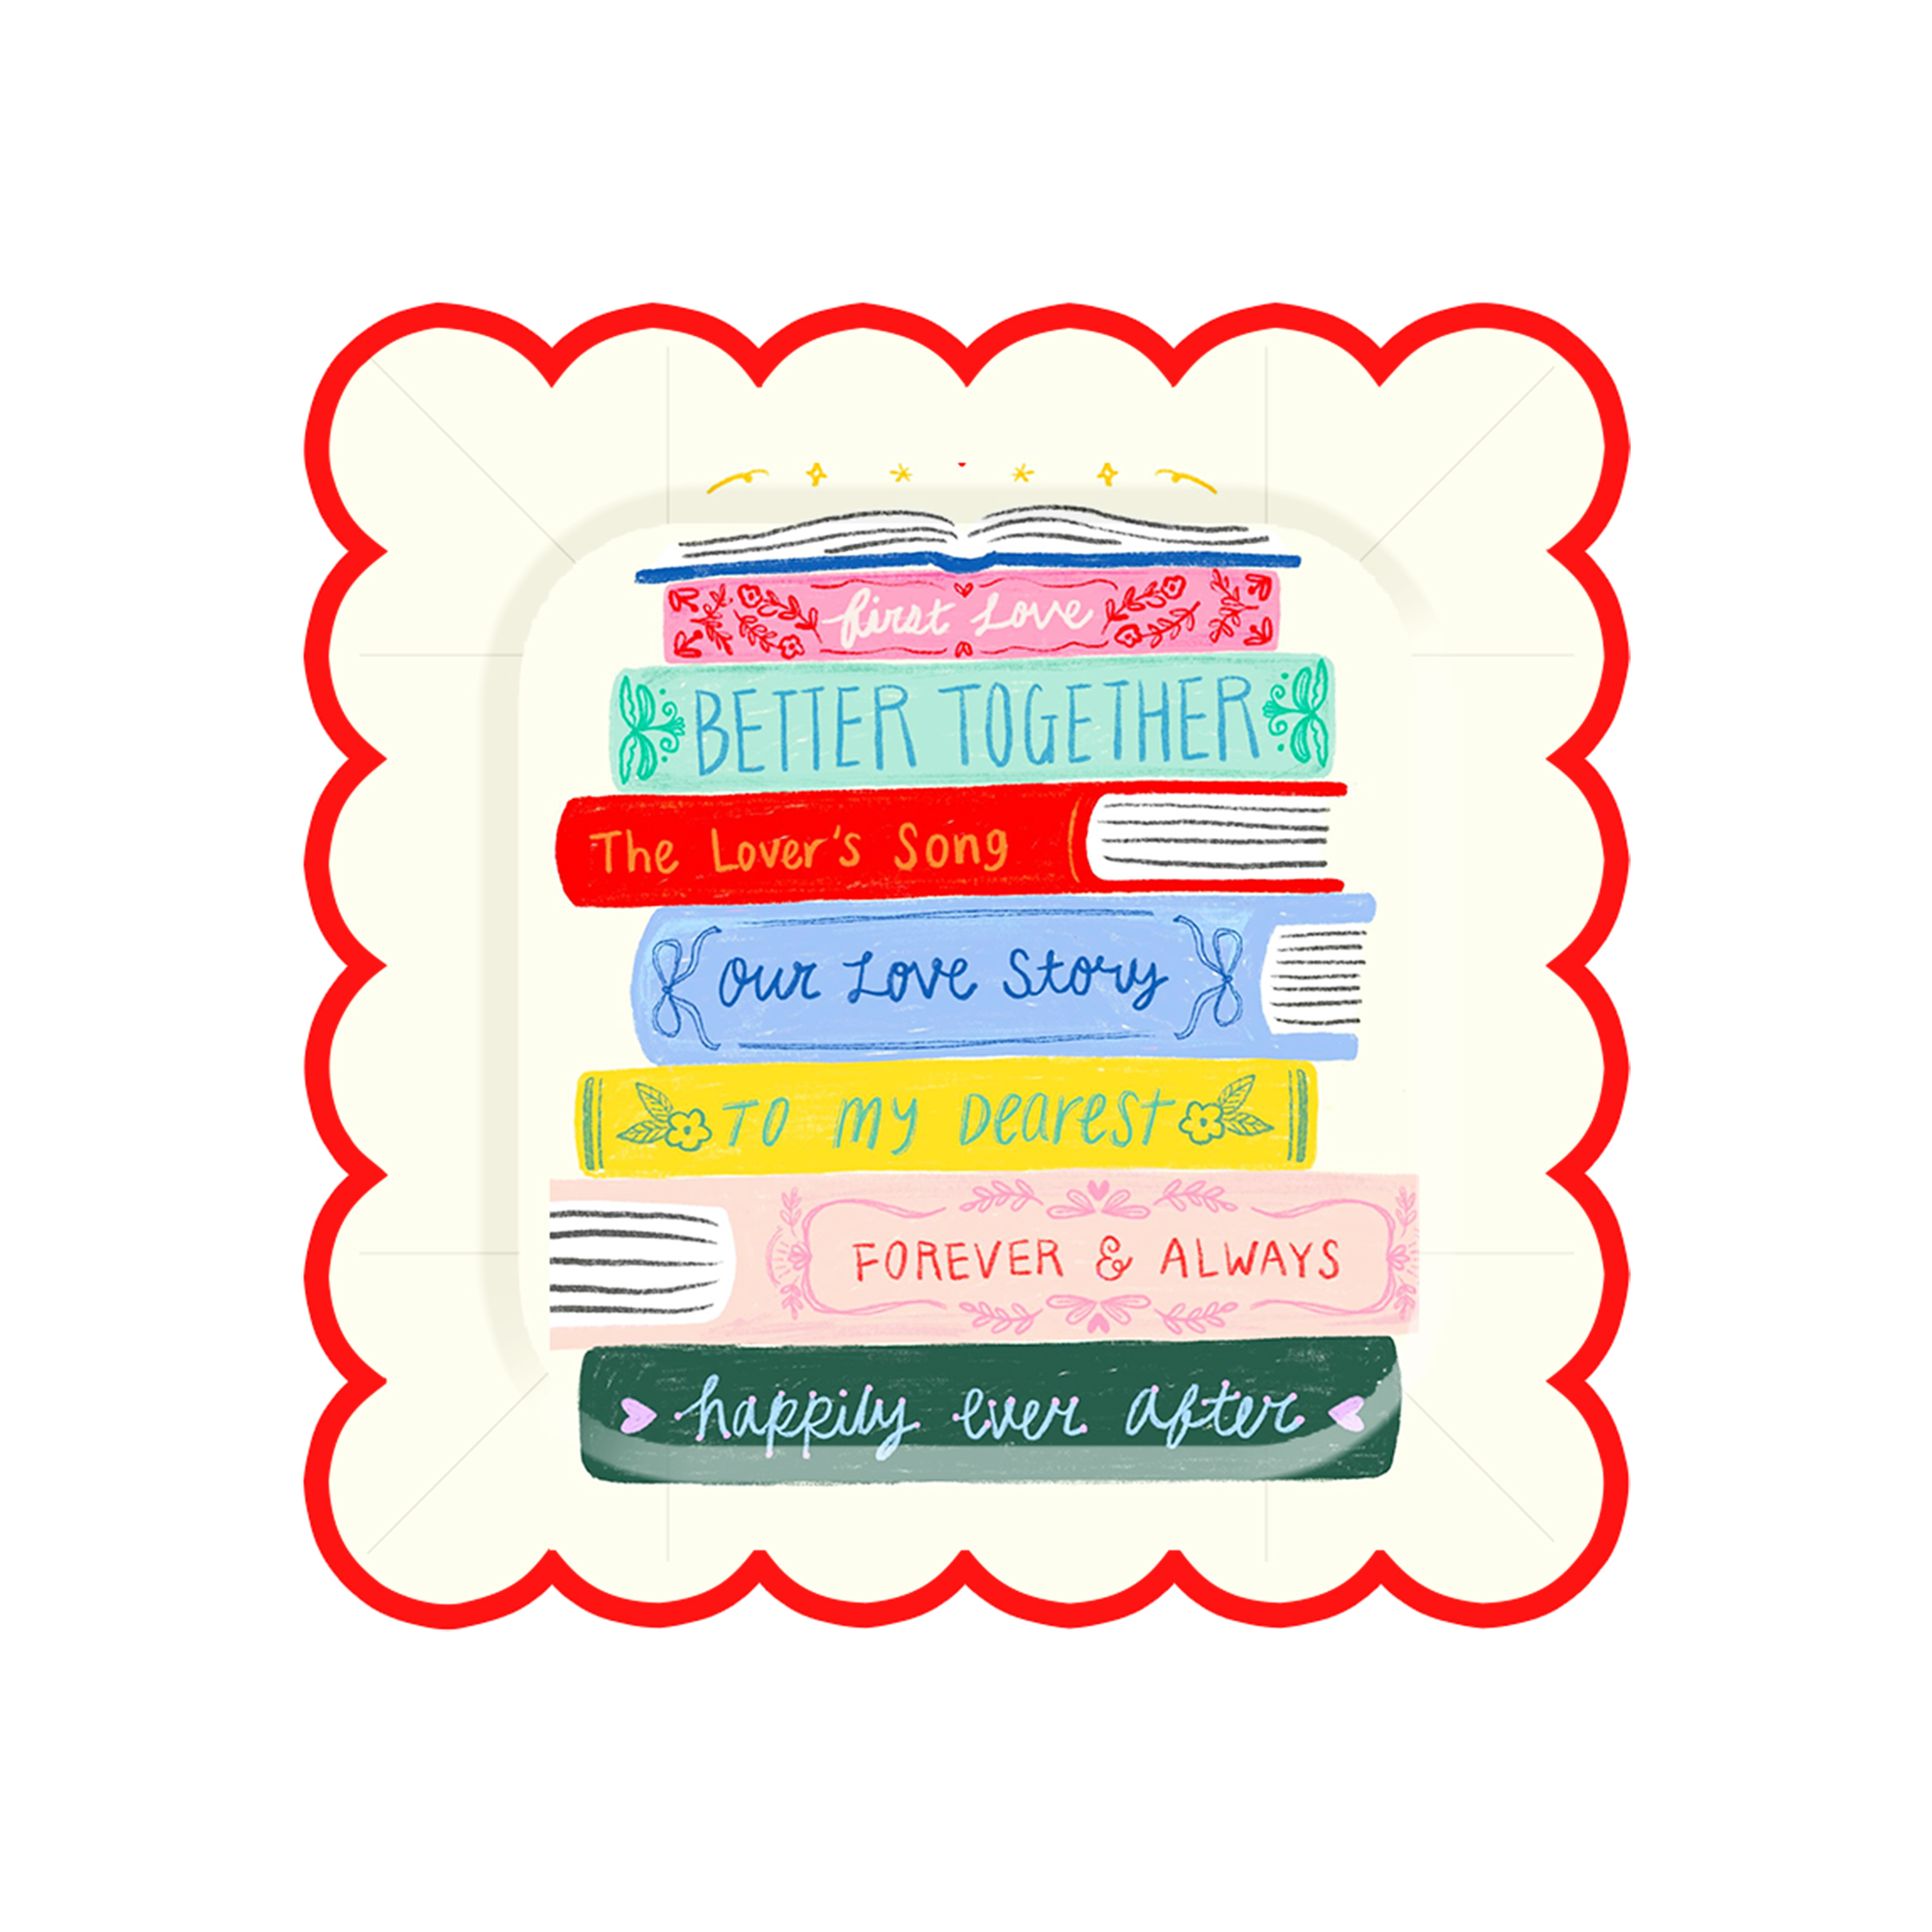 first Love
BETTER TOGETHER
The Lover's Song
Our Love Story
TO my Dearest
FOREVER & ALWAYS
happily ever after